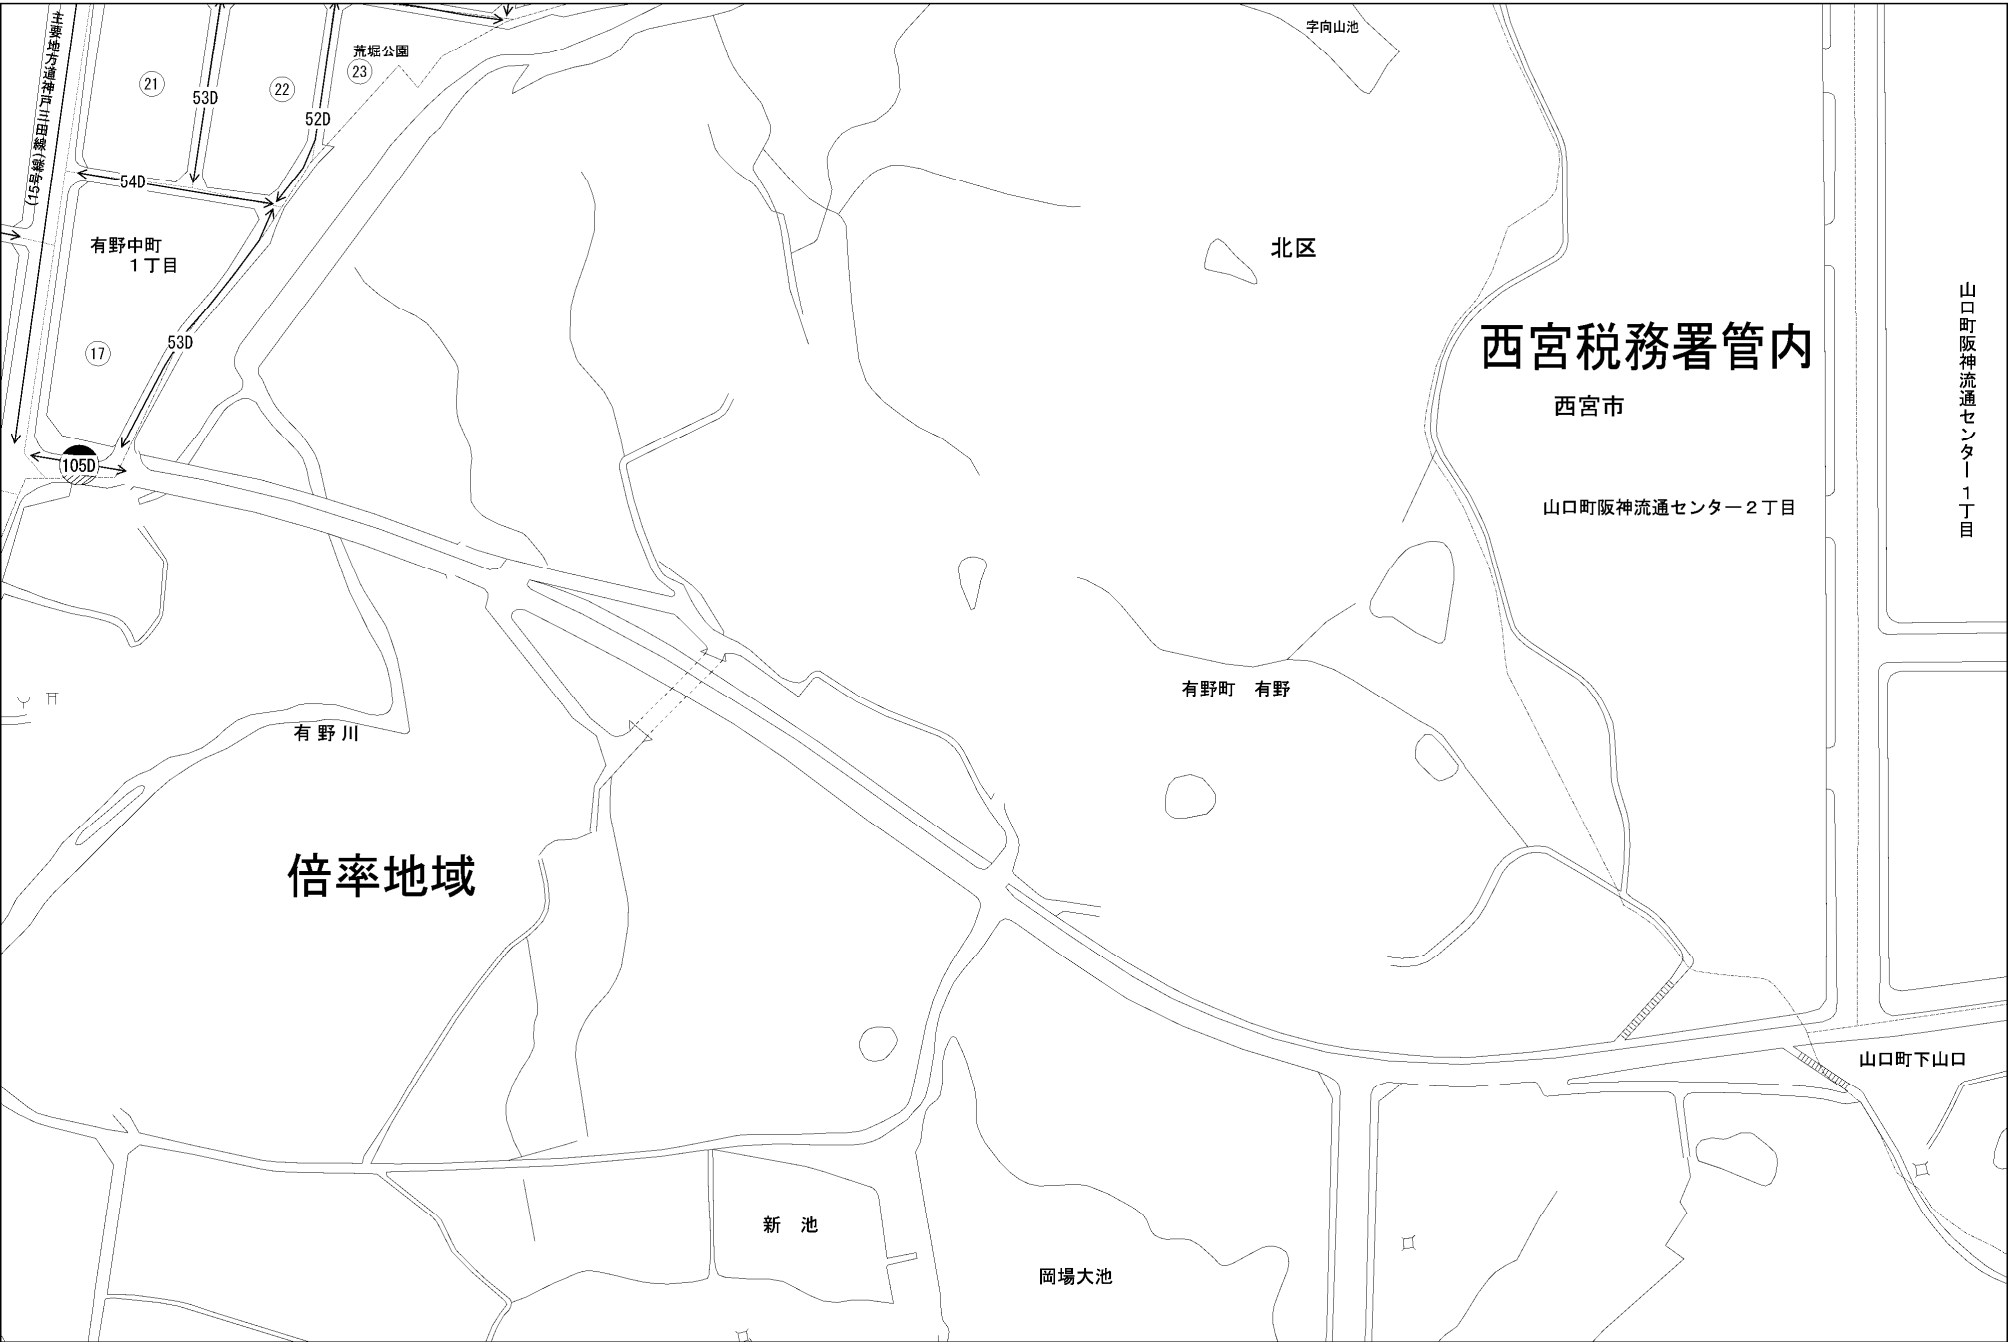 主要地方道神戸三田線
(15号線)
荒堀公園
字向山池
21
53D
22
52D
23
54D
有野中町
1丁目
北区
山口町阪神流通センター1丁目
西宮税務署管内
西宮市
53D
17
105D
山口町阪神流通センター2丁目
有野町 有野
有野川
倍率地域
山口町下山口
新 池
岡場大池